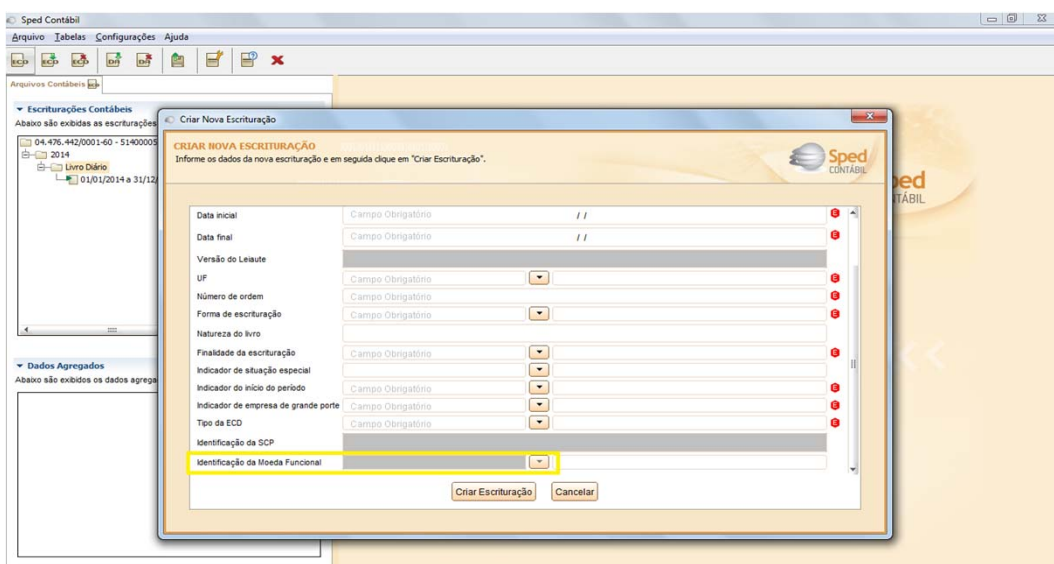 Sped Contábil
Arquivo Tabelas Configurações Ajuda
Arquivos Contábeis
Escriturações Contábeis
Abaixo são exibidas as escriturações
04.476.442/0001-60 - 51400005
2014
Livro Diário
01/01/2014 a 31/12/
Dados Agregados
Abaixo são exibidos os dados agrega
Criar Nova Escrituração
CRIAR NOVA ESCRITURAÇÃO
Informe os dados da nova escrituração e em seguida clique em "Criar Escrituração".
Sped
CONTÁBIL
Data inicial Campo Obrigatório / /
Data final Campo Obrigatório / /
Versão do Leiaute
UF Campo Obrigatório
Número de ordem Campo Obrigatório
Forma de escrituração Campo Obrigatório
Natureza do livro
Finalidade da escrituração Campo Obrigatório
Indicador de situação especial
Indicador do início do período Campo Obrigatório
Indicador de empresa de grande porte Campo Obrigatório
Tipo da ECD Campo Obrigatório
Identificação da SCP
Identificação da Moeda Funcional
Criar Escrituração Cancelar